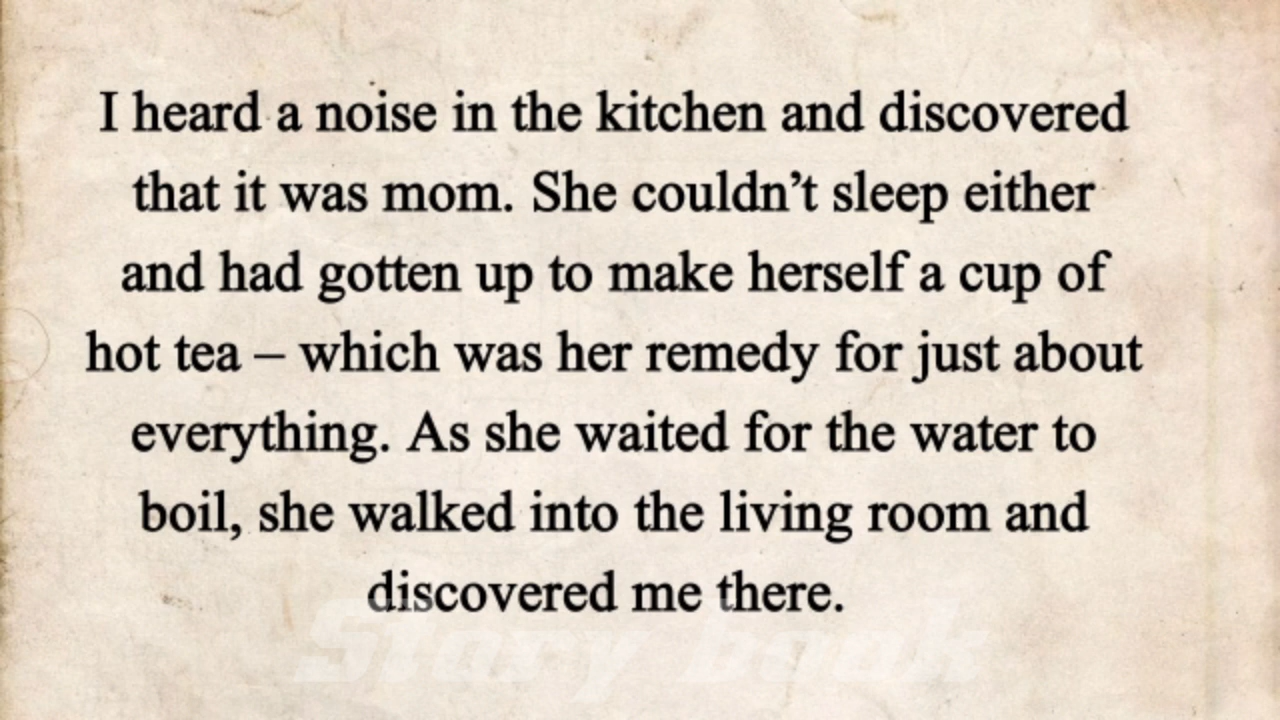 I heard a noise in the kitchen and discovered
that it was mom. She couldn’t sleep either
and had gotten up to make herself a cup of
hot tea – which was her remedy for just about
everything. As she waited for the water to
boil, she walked into the living room and
discovered me there.
Story book